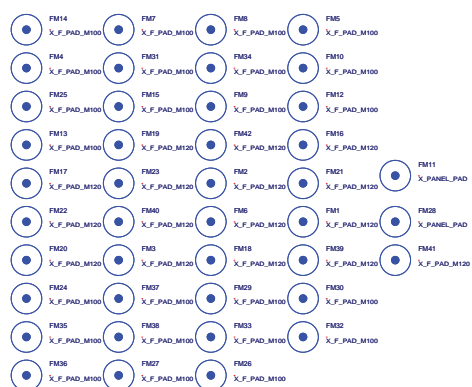 FM14
X_F_PAD_M100
FM7
X_F_PAD_M100
FM8
X_F_PAD_M100
FM5
X_F_PAD_M100
FM4
X_F_PAD_M100
FM31
X_F_PAD_M100
FM34
X_F_PAD_M100
FM10
X_F_PAD_M100
FM25
X_F_PAD_M100
FM15
X_F_PAD_M100
FM9
X_F_PAD_M100
FM12
X_F_PAD_M100
FM13
X_F_PAD_M100
FM19
X_F_PAD_M120
FM42
X_F_PAD_M120
FM16
X_F_PAD_M120
FM11
X_PANEL_PAD
FM17
X_F_PAD_M120
FM23
X_F_PAD_M120
FM2
X_F_PAD_M120
FM21
X_F_PAD_M120
FM22
X_F_PAD_M120
FM40
X_F_PAD_M120
FM6
X_F_PAD_M120
FM1
X_F_PAD_M120
FM28
X_PANEL_PAD
FM20
X_F_PAD_M120
FM3
X_F_PAD_M120
FM18
X_F_PAD_M120
FM39
X_F_PAD_M120
FM41
X_F_PAD_M120
FM24
X_F_PAD_M100
FM37
X_F_PAD_M100
FM29
X_F_PAD_M100
FM30
X_F_PAD_M100
FM35
X_F_PAD_M100
FM38
X_F_PAD_M100
FM33
X_F_PAD_M100
FM32
X_F_PAD_M100
FM36
X_F_PAD_M100
FM27
X_F_PAD_M100
FM26
X_F_PAD_M100